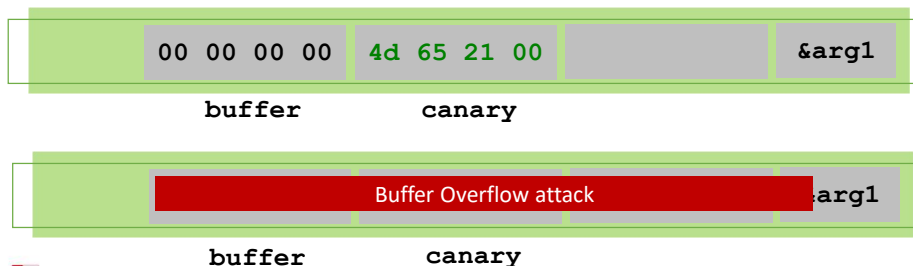 00 00 00 00 4d 65 21 00 &arg1
buffer canary
Buffer Overflow attack arg1
buffer canary